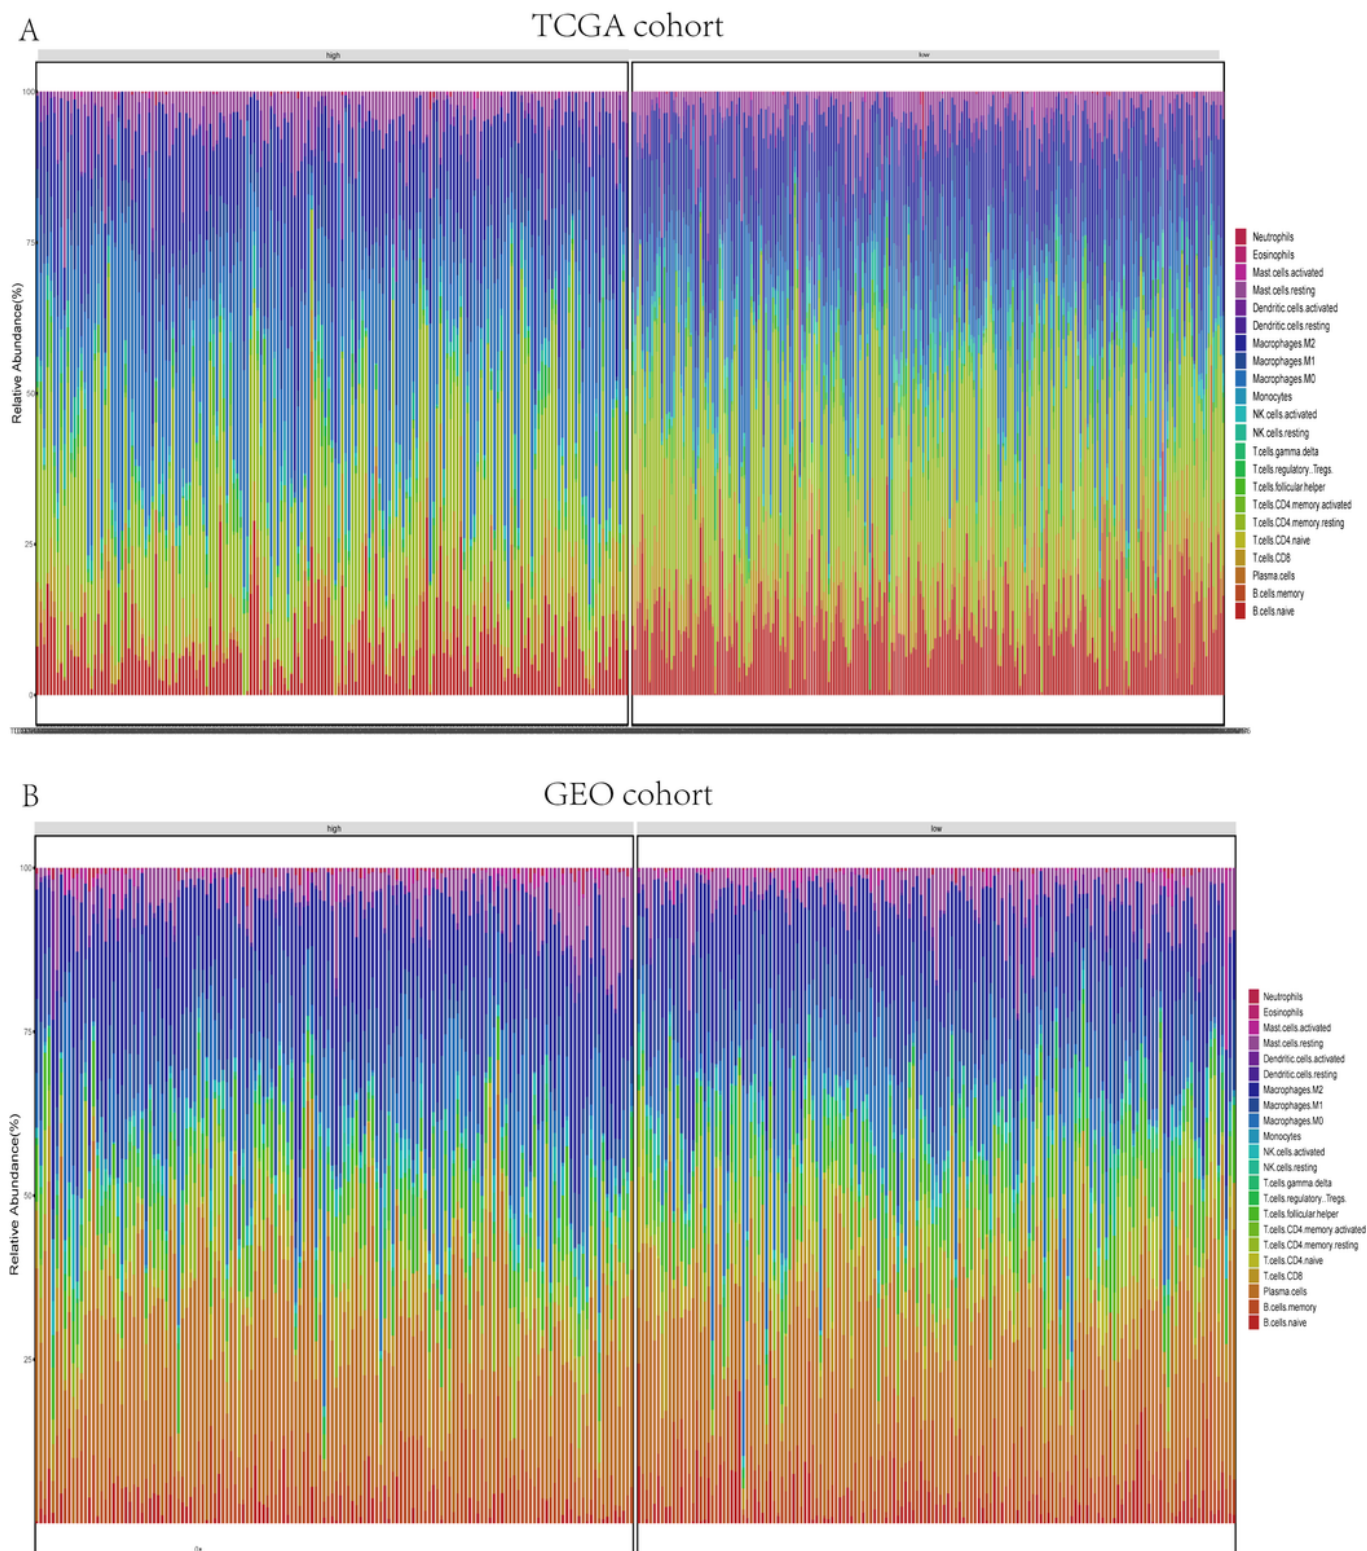 A
TCGA cohort
high
low
100
75
50
25
0
Relative Abundance(%)
Neutrophils
Eosinophils
Mast.cells.activated
Mast.cells.resting
Dendritic.cells.activated
Dendritic.cells.resting
Macrophages.M2
Macrophages.M1
Macrophages.M0
Monocytes
NK.cells.activated
NK.cells.resting
T.cells.gamma.delta
T.cells.regulatory..Tregs.
T.cells.follicular.helper
T.cells.CD4.memory.activated
T.cells.CD4.memory.resting
T.cells.CD4.naive
T.cells.CD8
Plasma.cells
B.cells.memory
B.cells.naive
B
GEO cohort
high
low
100
75
50
25
Relative Abundance(%)
Neutrophils
Eosinophils
Mast.cells.activated
Mast.cells.resting
Dendritic.cells.activated
Dendritic.cells.resting
Macrophages.M2
Macrophages.M1
Macrophages.M0
Monocytes
NK.cells.activated
NK.cells.resting
T.cells.gamma.delta
T.cells.regulatory..Tregs.
T.cells.follicular.helper
T.cells.CD4.memory.activated
T.cells.CD4.memory.resting
T.cells.CD4.naive
T.cells.CD8
Plasma.cells
B.cells.memory
B.cells.naive